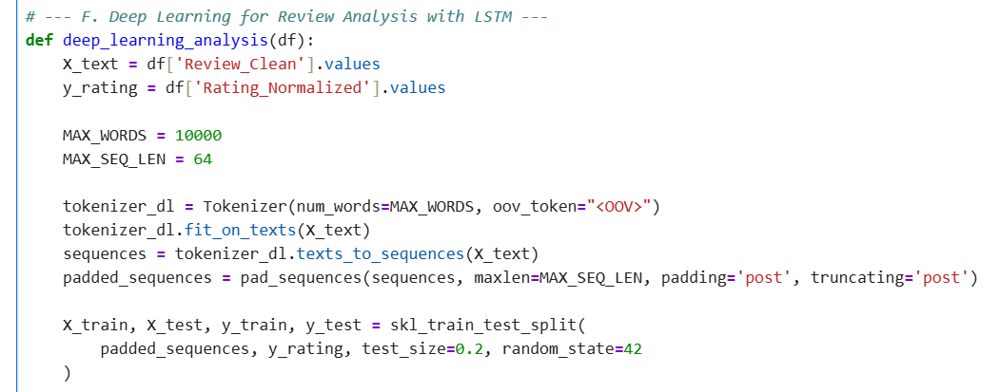 # --- F. Deep Learning for Review Analysis with LSTM ---
def deep_learning_analysis(df):
    X_text = df['Review_Clean'].values
    y_rating = df['Rating_Normalized'].values

    MAX_WORDS = 10000
    MAX_SEQ_LEN = 64

    tokenizer_dl = Tokenizer(num_words=MAX_WORDS, oov_token="<OOV>")
    tokenizer_dl.fit_on_texts(X_text)
    sequences = tokenizer_dl.texts_to_sequences(X_text)
    padded_sequences = pad_sequences(sequences, maxlen=MAX_SEQ_LEN, padding='post', truncating='post')

    X_train, X_test, y_train, y_test = skl_train_test_split(
        padded_sequences, y_rating, test_size=0.2, random_state=42
    )